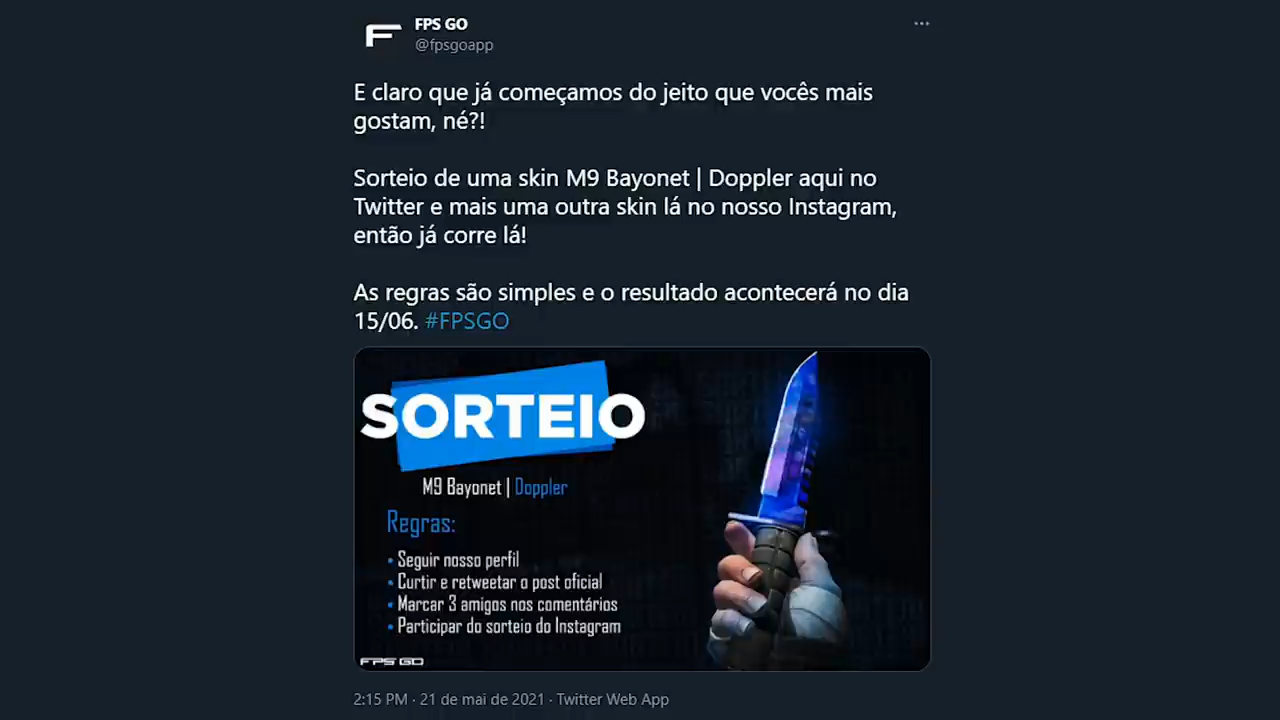 FPS GO
@fpsgoapp
E claro que já começamos do jeito que vocês mais
gostam, né?!
Sorteio de uma skin M9 Bayonet | Doppler aqui no
Twitter e mais uma outra skin lá no nosso Instagram,
então já corre lá!
As regras são simples e o resultado acontecerá no dia
15/06. #FPSGO
SORTEIO
M9 Bayonet | Doppler
Regras:
• Seguir nosso perfil
• Curtir e retweetar o post oficial
• Marcar 3 amigos nos comentários
• Participar do sorteio do Instagram
FPS GO
2:15 PM · 21 de mai de 2021 · Twitter Web App